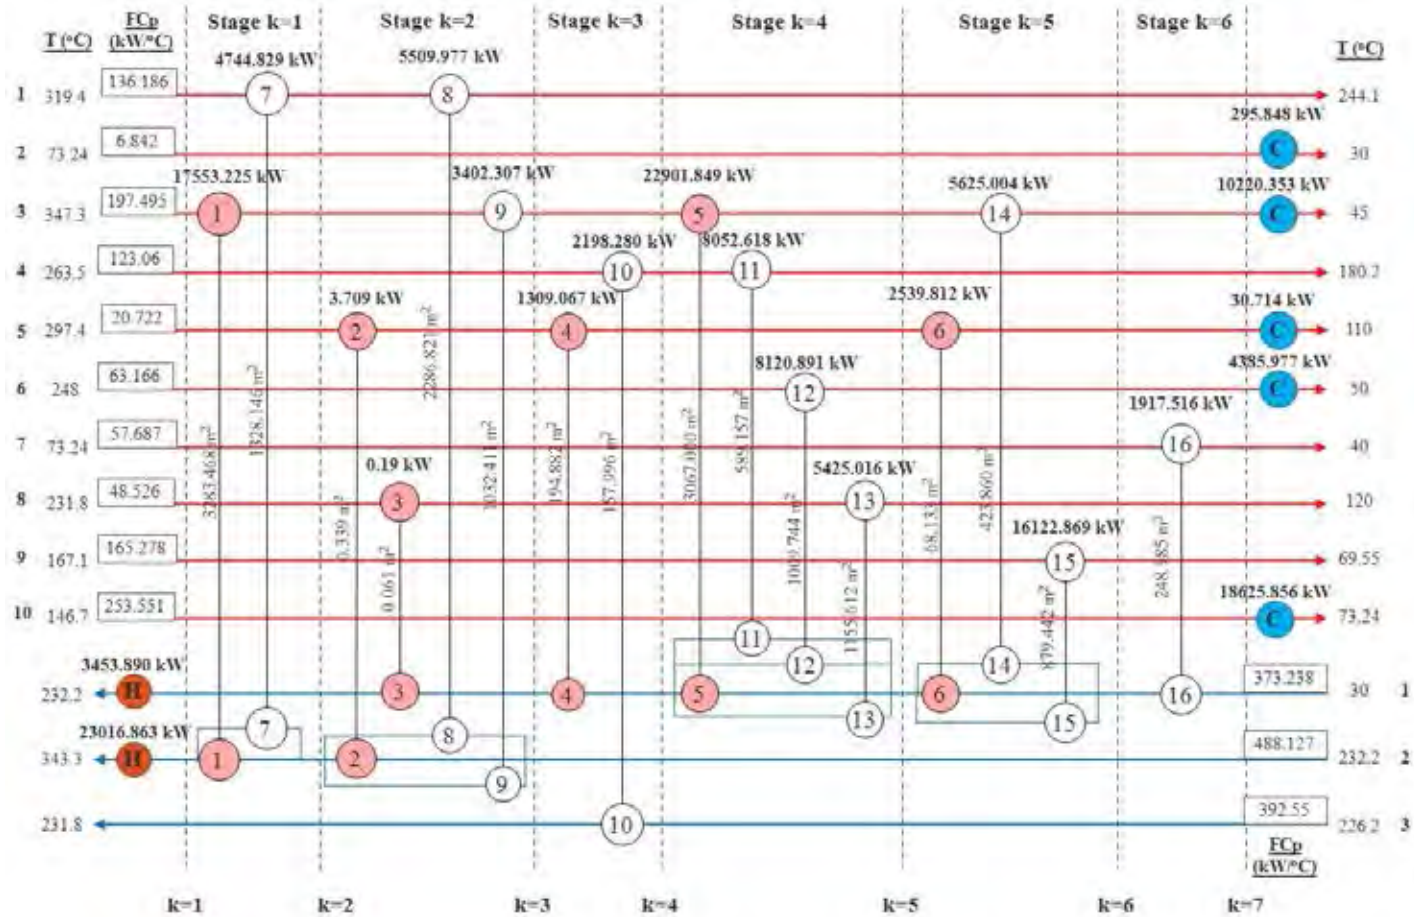 FCp Stage k=1 Stage k=2 Stage k=3 Stage k=4 Stage k=5 Stage k=6
T (°C) (kW/°C) T (°C)
4744.829 kW 5509.977 kW
1 319.4 136.186 7 8 244.1
295.848 kW
2 73.24 6.842 C 30
17553.225 kW 3402.307 kW 22901.849 kW 5625.004 kW 10220.353 kW
3 347.3 197.495 1 9 5 14 C 45
2198.280 kW 8052.618 kW
4 263.5 123.06 10 11 180.2
3.709 kW 1309.067 kW 2539.812 kW 30.714 kW
5 297.4 20.722 2 4 6 C 110
8120.891 kW 4385.977 kW
6 248 63.166 12 C 50
1917.516 kW
7 73.24 57.687 16 40
0.19 kW 5425.016 kW
8 231.8 48.526 3 13 120
16122.869 kW
9 167.1 165.278 15 69.55
18625.856 kW
10 146.7 253.551 C 73.24
3283.468 m²
1328.146 m²
0.339 m²
0.061 m²
2286.821 m²
1032.411 m²
194.882 m²
157.996 m²
585.157 m²
1009.744 m²
1155.612 m²
68.133 m²
423.860 m²
879.442 m²
11
12 14
3453.890 kW
232.2 H 3 4 5 6 16 373.238 30 1
13 15
23016.863 kW
7 8
343.3 H 1 2 488.127 232.2 2
9
231.8 10 392.55 226.2 3
FCp
(kW/°C)
k=1 k=2 k=3 k=4 k=5 k=6 k=7